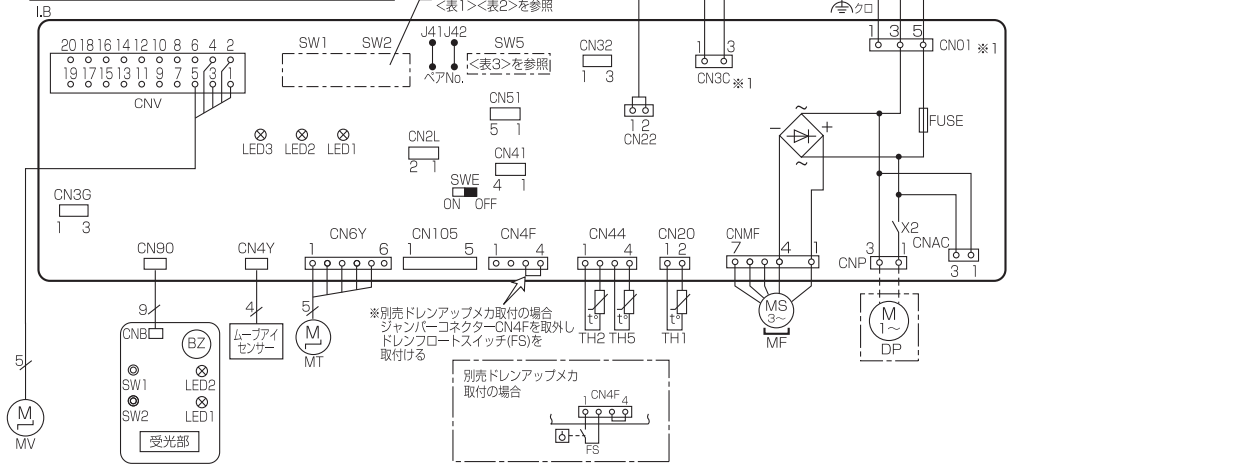 <表1><表2>を参照
クロ
I.B
20 18 16 14 12 10 8 6 4 2
19 17 15 13 11 9 7 5 3 1
CNV
SW1 SW2
J41 J42
ペアNo.
SW5
<表3>を参照
CN32
1 3
1 3
CN3C ※1
1 3 5
CN01 ※1
LED3 LED2 LED1
CN51
5 1
CN2L
2 1
CN41
4 1
SWE
ON OFF
1 2
CN22
~
− +
~
FUSE
X2
CN3G
1 3
CN90
CN4Y
CN6Y
1 6
CN105
1 5
CN4F
1 4
CN44
1 4
CN20
1 2
CNMF
7 4 1
CNP
3 1
CNAC
3 1
9
4
5
5
CNB
BZ
SW1
LED2
SW2
LED1
受光部
M
MV
ムーブアイ
センサー
M
MT
※別売ドレンアップメカ取付の場合
ジャンパーコネクターCN4Fを取外し
ドレンフロートスイッチ(FS)を
取付ける
t° t° t°
TH2 TH5 TH1
MS
3~
MF
M
1~
DP
別売ドレンアップメカ
取付の場合
CN4F
1 4
FS